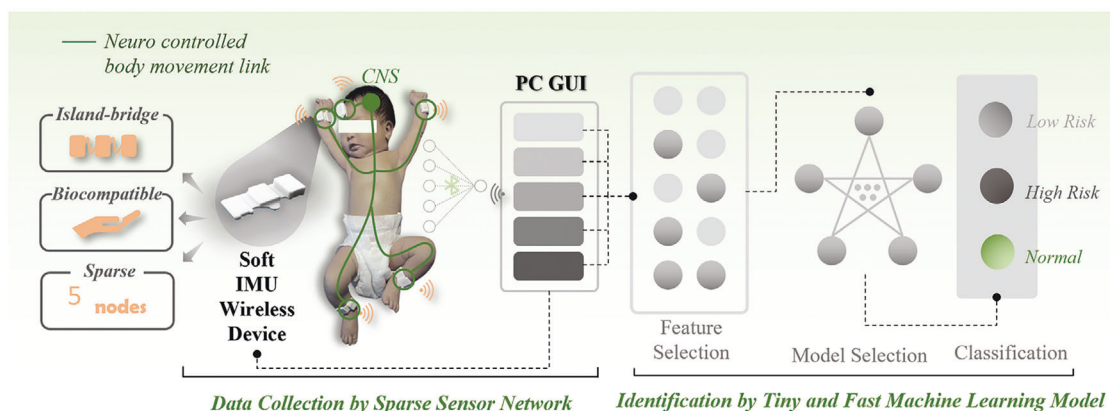 Neuro controlled
body movement link
CNS
Island-bridge
Biocompatible
Sparse
5 nodes
Soft
IMU
Wireless
Device
PC GUI
Feature
Selection
Model Selection
Low Risk
High Risk
Normal
Classification
Data Collection by Sparse Sensor Network
Identification by Tiny and Fast Machine Learning Model